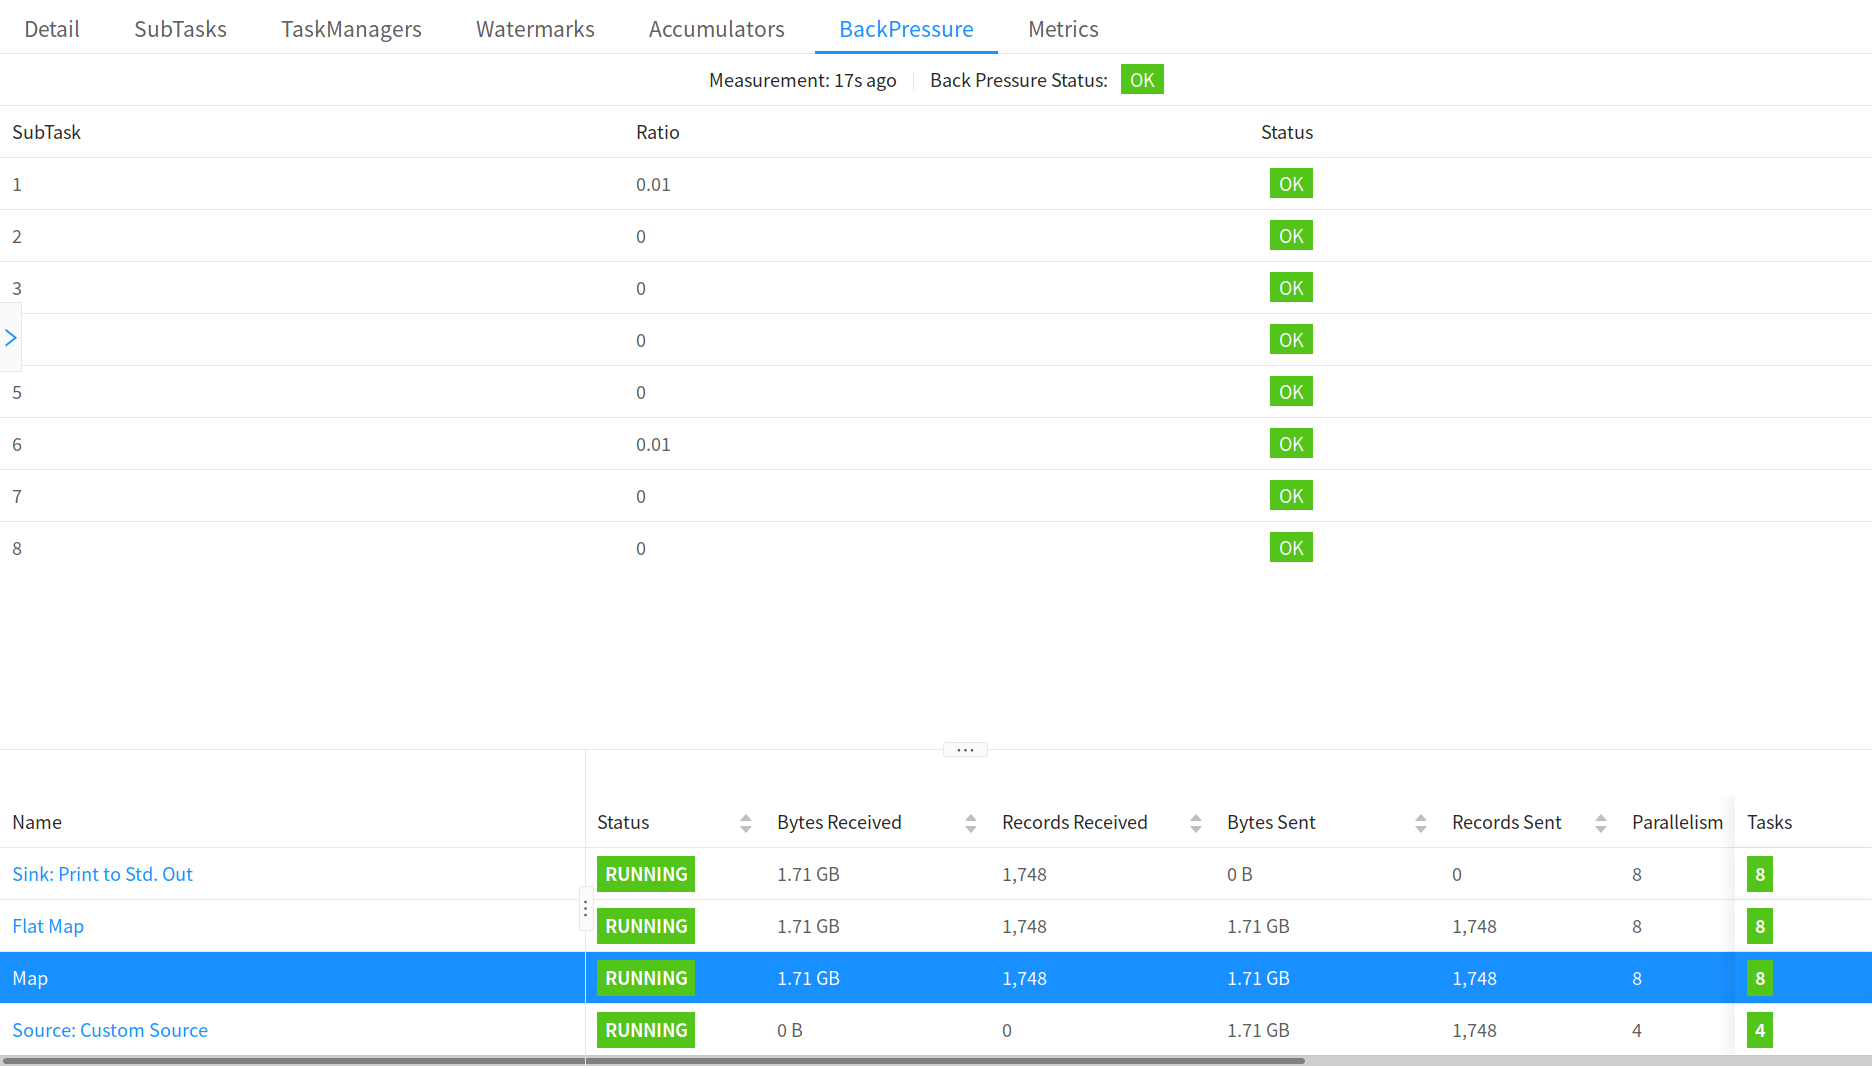 Detail SubTasks TaskManagers Watermarks Accumulators BackPressure Metrics
Measurement: 17s ago Back Pressure Status: OK
SubTask Ratio Status
1 0.01 OK
2 0 OK
3 0 OK
0 OK
5 0 OK
6 0.01 OK
7 0 OK
8 0 OK
Name Status Bytes Received Records Received Bytes Sent Records Sent Parallelism Tasks
Sink: Print to Std. Out RUNNING 1.71 GB 1,748 0 B 0 8 8
Flat Map RUNNING 1.71 GB 1,748 1.71 GB 1,748 8 8
Map RUNNING 1.71 GB 1,748 1.71 GB 1,748 8 8
Source: Custom Source RUNNING 0 B 0 1.71 GB 1,748 4 4